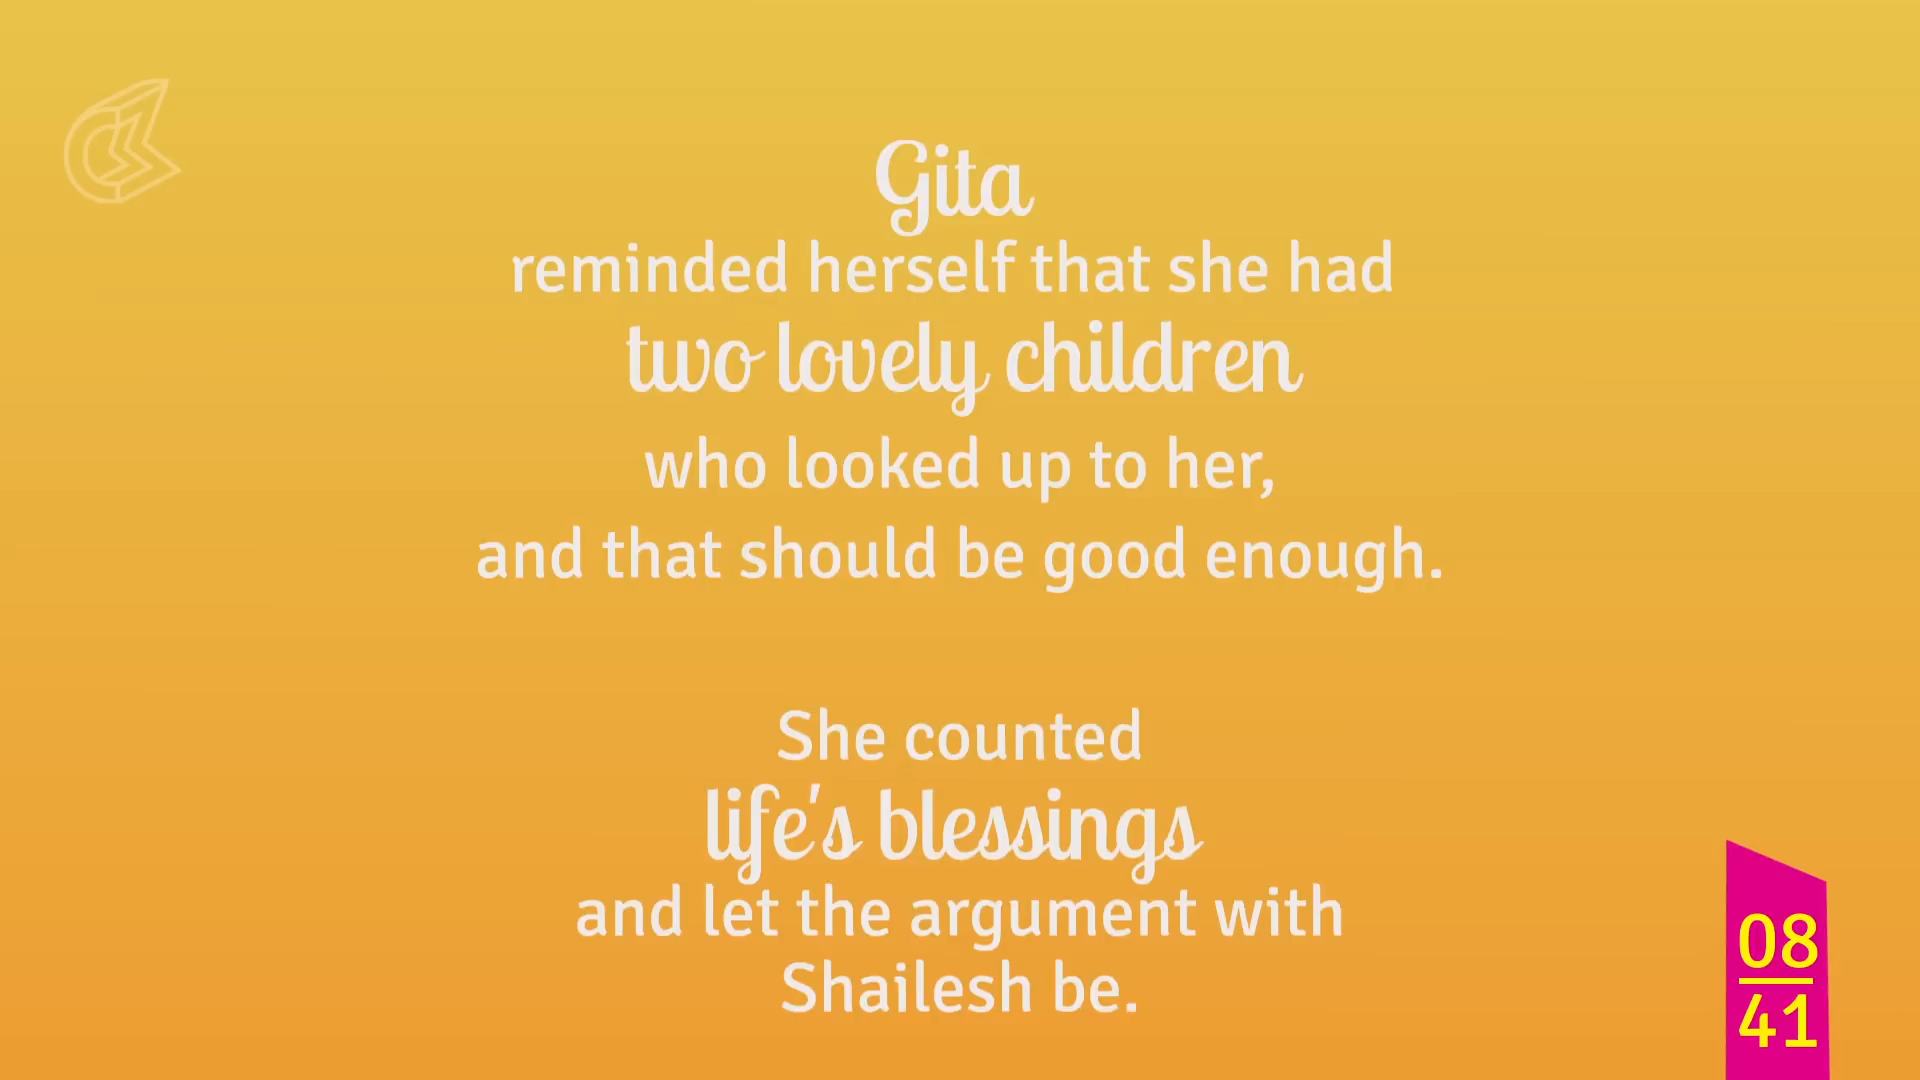 Gita
reminded herself that she had
two lovely children
who looked up to her,
and that should be good enough.
She counted
life's blessings
and let the argument with
Shailesh be.
08
41